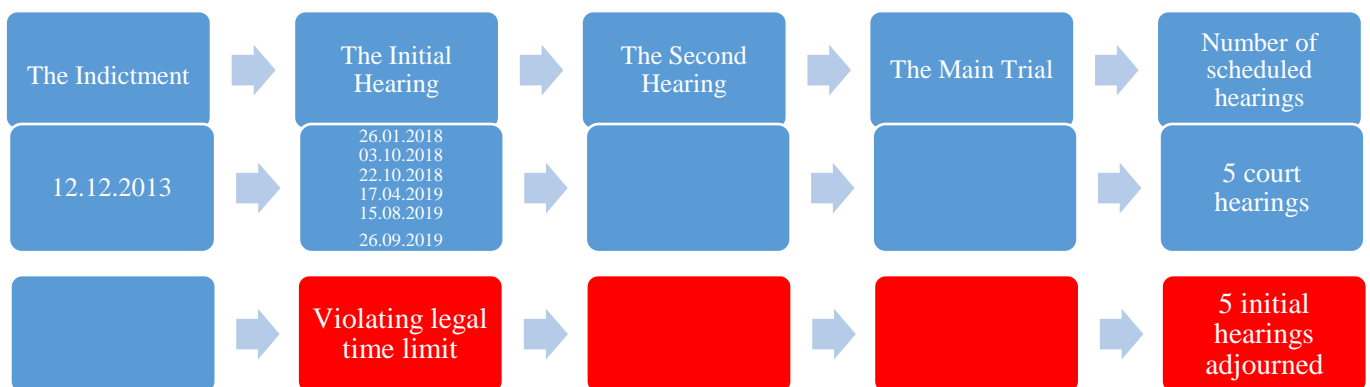 The Indictment
The Initial
Hearing
The Second
Hearing
The Main Trial
Number of
scheduled
hearings
12.12.2013
26.01.2018
03.10.2018
22.10.2018
17.04.2019
15.08.2019
26.09.2019
5 court
hearings
Violating legal
time limit
5 initial
hearings
adjourned